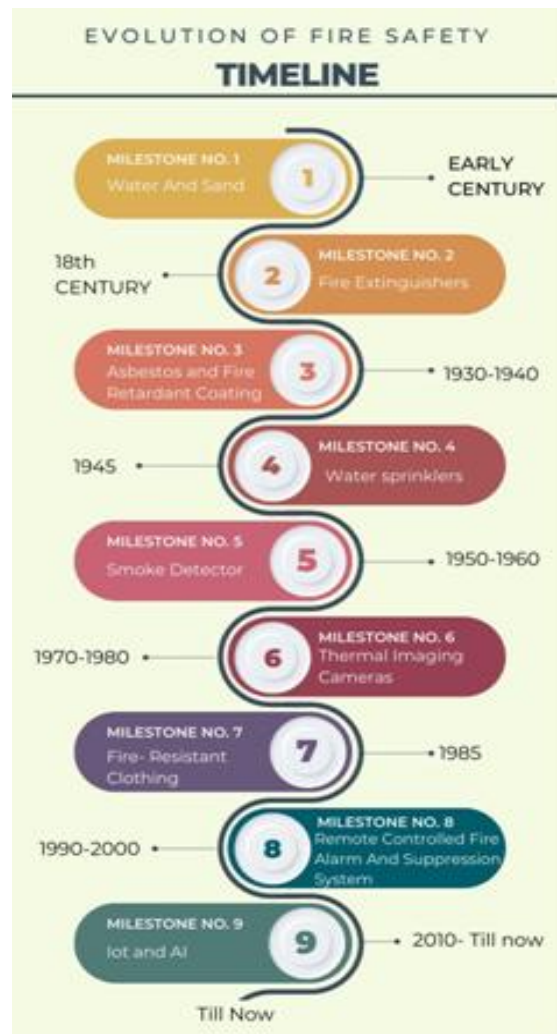 EVOLUTION OF FIRE SAFETY
TIMELINE
MILESTONE NO. 1
Water And Sand
1
EARLY
CENTURY
18th
CENTURY
2
MILESTONE NO. 2
Fire Extinguishers
MILESTONE NO. 3
Asbestos and Fire
Retardant Coating
3
1930-1940
1945
4
MILESTONE NO. 4
Water sprinklers
MILESTONE NO. 5
Smoke Detector
5
1950-1960
1970-1980
6
MILESTONE NO. 6
Thermal Imaging
Cameras
MILESTONE NO. 7
Fire- Resistant
Clothing
7
1985
1990-2000
8
MILESTONE NO. 8
Remote Controlled Fire
Alarm And Suppression
System
MILESTONE NO. 9
Iot and AI
9
2010- Till now
Till Now